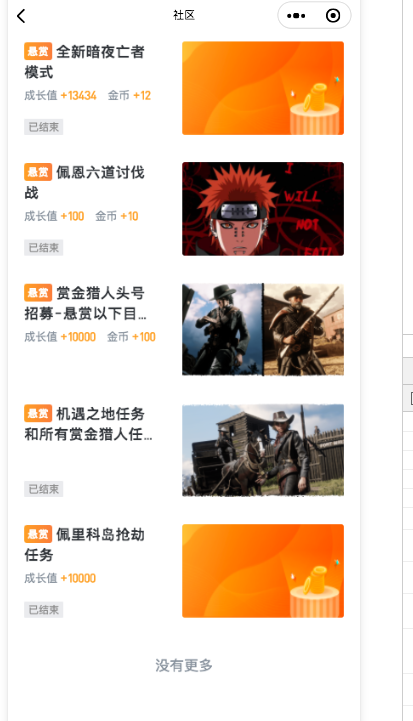 社区
悬赏 全新暗夜亡者
模式
成长值 +13434 金币 +12
已结束
悬赏 佩恩六道讨伐
战
成长值 +100 金币 +10
已结束
I
WILL
NOT
EAT!
悬赏 赏金猎人头号
招募-悬赏以下目...
成长值 +10000 金币 +100
悬赏 机遇之地任务
和所有赏金猎人任...
已结束
悬赏 佩里科岛抢劫
任务
成长值 +10000
已结束
没有更多